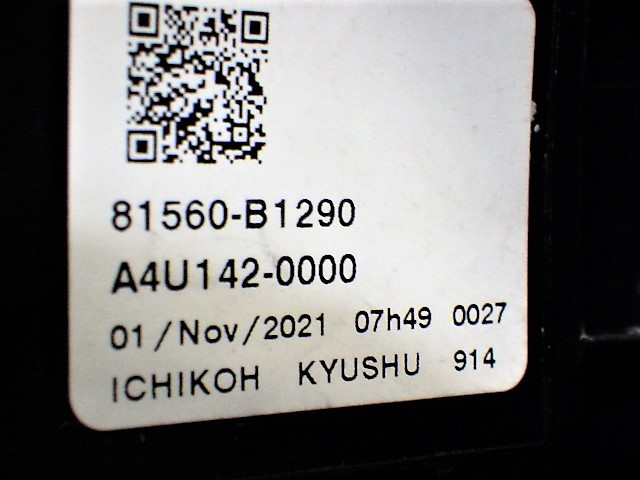 81560-B1290
A4U142-0000
01/Nov/2021 07h49 0027
ICHIKOH KYUSHU 914